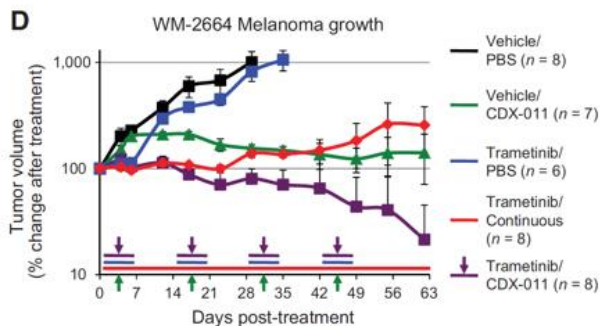 D
WM-2664 Melanoma growth
Tumor volume
(% change after treatment)
1,000
100
10
0 7 14 21 28 35 42 49 56 63
Days post-treatment
Vehicle/
PBS (n = 8)
Vehicle/
CDX-011 (n = 7)
Trametinib/
PBS (n = 6)
Trametinib/
Continuous
(n = 8)
Trametinib/
CDX-011 (n = 8)